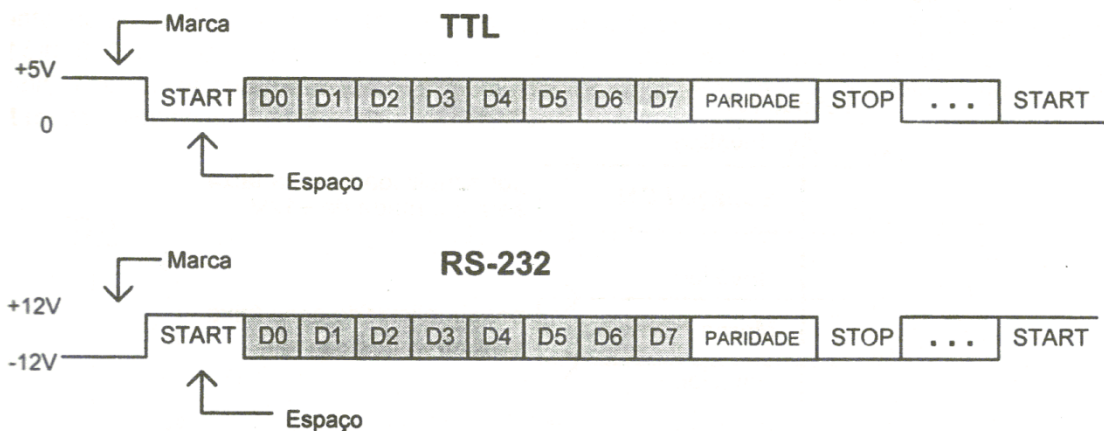 Marca
TTL
+5V
START D0 D1 D2 D3 D4 D5 D6 D7 PARIDADE STOP ... START
0
Espaço
Marca
RS-232
+12V
START D0 D1 D2 D3 D4 D5 D6 D7 PARIDADE STOP ... START
-12V
Espaço